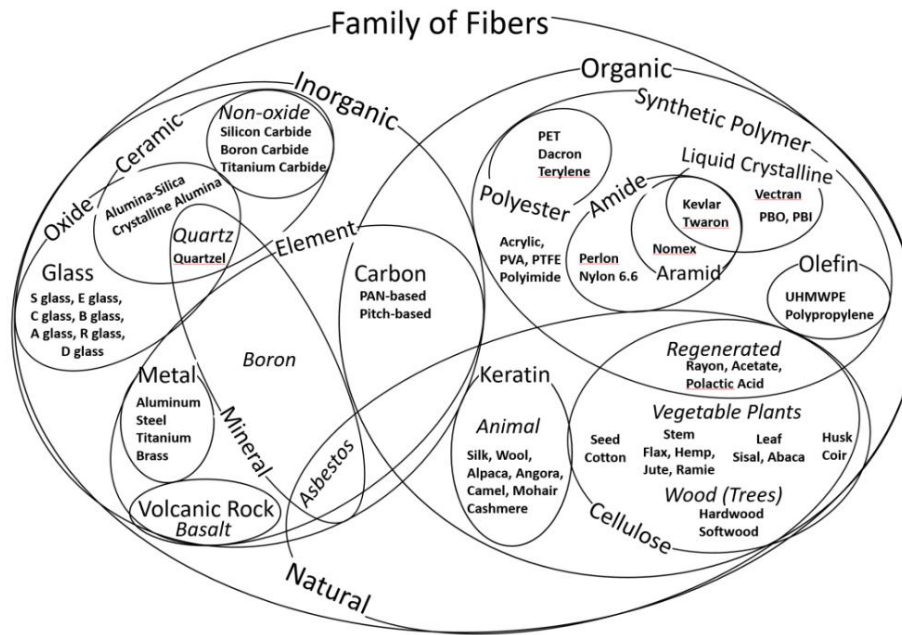 Family of Fibers
Inorganic
Organic
Ceramic
Non-oxide
Silicon Carbide
Boron Carbide
Titanium Carbide
Synthetic Polymer
PET
Dacron
Terylene
Polyester
Liquid Crystalline
Vectran
PBO, PBI
Amide
Kevlar
Twaron
Nomex
Aramid
Perlon
Nylon 6.6
Acrylic,
PVA, PTFE
Polyimide
Olefin
UHMWPE
Polypropylene
Oxide
Alumina-Silica
Crystalline Alumina
Quartz
Quartzel
Element
Glass
S glass, E glass,
C glass, B glass,
A glass, R glass,
D glass
Carbon
PAN-based
Pitch-based
Boron
Metal
Aluminum
Steel
Titanium
Brass
Mineral
Asbestos
Volcanic Rock
Basalt
Keratin
Animal
Silk, Wool,
Alpaca, Angora,
Camel, Mohair
Cashmere
Regenerated
Rayon, Acetate,
Polactic Acid
Vegetable Plants
Seed
Cotton
Stem
Flax, Hemp,
Jute, Ramie
Leaf
Sisal, Abaca
Husk
Coir
Wood (Trees)
Hardwood
Softwood
Cellulose
Natural